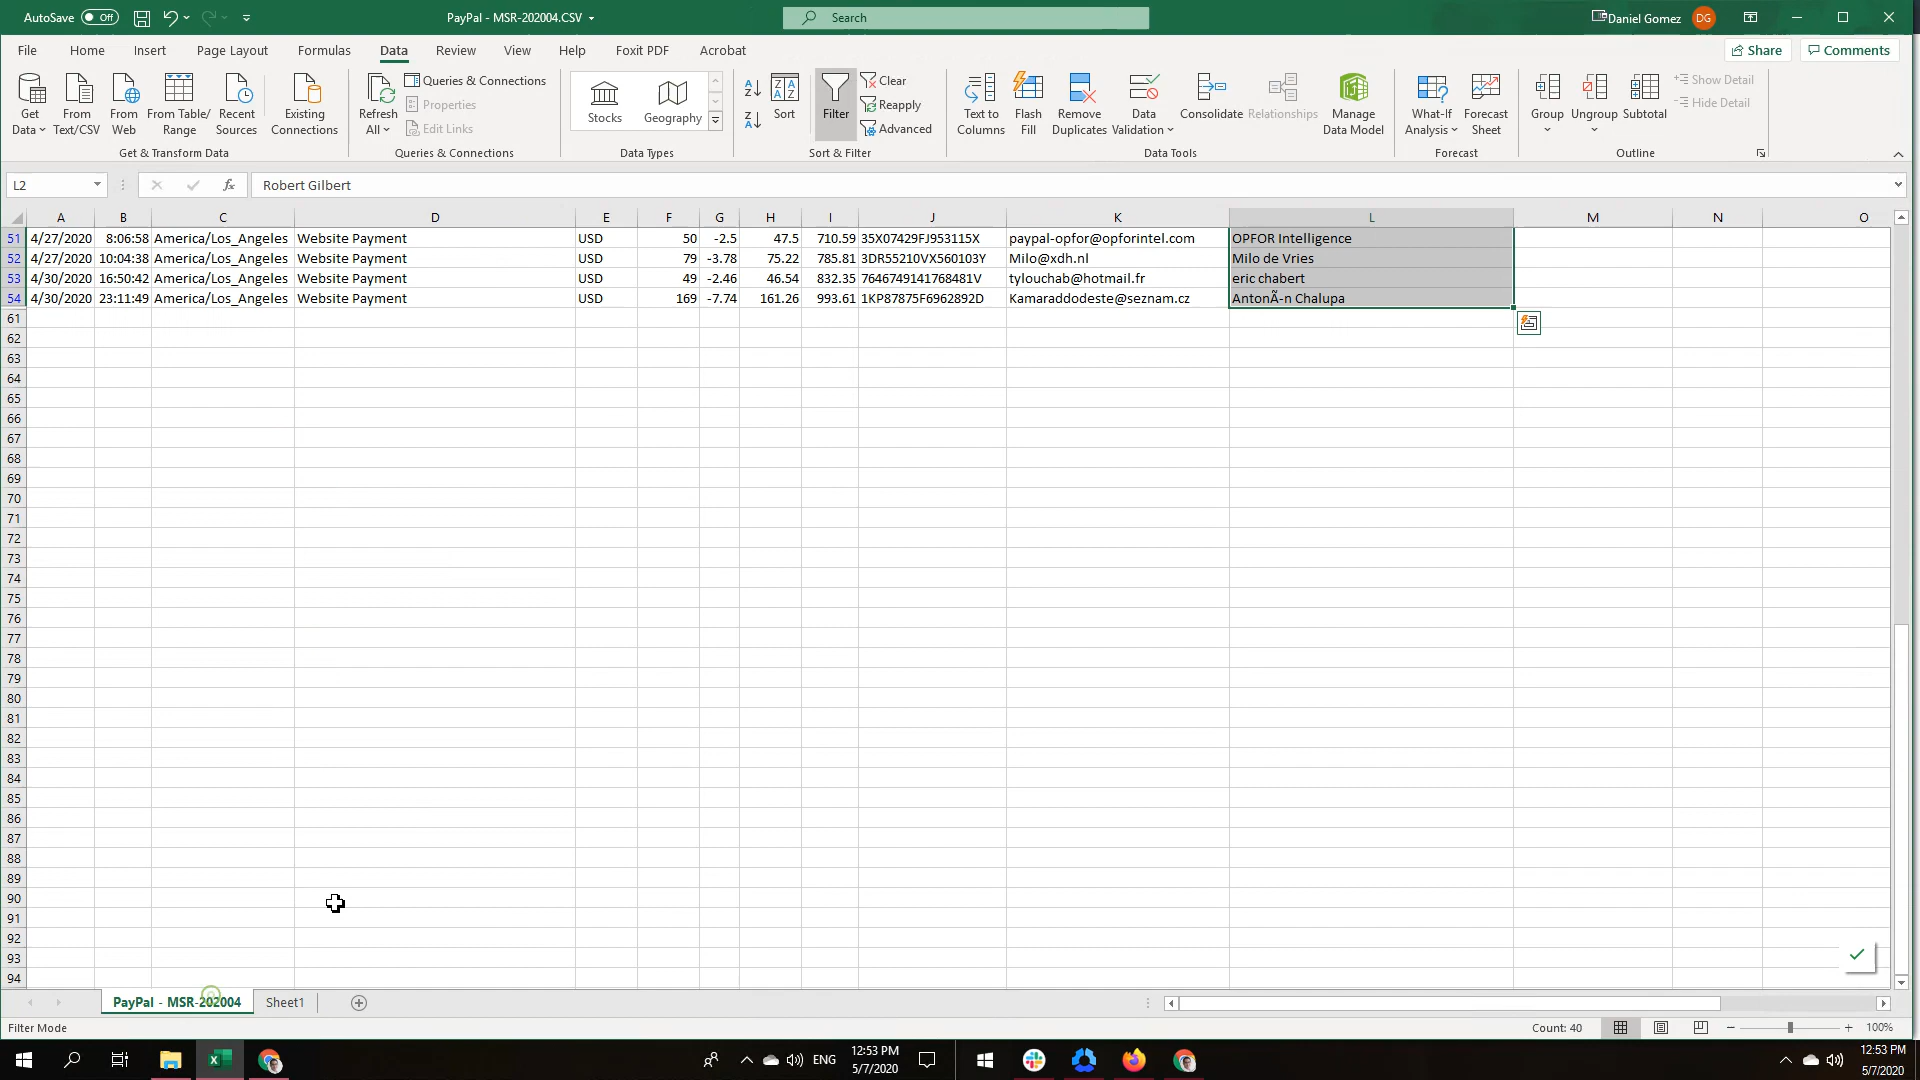 AutoSave Off PayPal - MSR-202004.CSV Search Daniel Gomez DG
File Home Insert Page Layout Formulas Data Review View Help Foxit PDF Acrobat Share Comments
Get Data From Text/CSV From Web From Table/ Range Recent Sources Existing Connections Refresh All Queries & Connections Properties Edit Links Stocks Geography Sort Filter Clear Reapply Advanced Text to Columns Flash Fill Remove Duplicates Data Validation Consolidate Relationships Manage Data Model What-If Analysis Forecast Sheet Group Ungroup Subtotal Show Detail Hide Detail
Get & Transform Data Queries & Connections Data Types Sort & Filter Data Tools Forecast Outline
L2 fx Robert Gilbert
A B C D E F G H I J K L M N O
51 4/27/2020 8:06:58 America/Los_Angeles Website Payment USD 50 -2.5 47.5 710.59 35X07429FJ953115X paypal-opfor@opforintel.com OPFOR Intelligence
52 4/27/2020 10:04:38 America/Los_Angeles Website Payment USD 79 -3.78 75.22 785.81 3DR55210VX560103Y Milo@xdh.nl Milo de Vries
53 4/30/2020 16:50:42 America/Los_Angeles Website Payment USD 49 -2.46 46.54 832.35 7646749141768481V tylouchab@hotmail.fr eric chabert
54 4/30/2020 23:11:49 America/Los_Angeles Website Payment USD 169 -7.74 161.26 993.61 1KP87875F6962892D Kamaraddodeste@seznam.cz AntonÃ-n Chalupa
61
62
63
64
65
66
67
68
69
70
71
72
73
74
75
76
77
78
79
80
81
82
83
84
85
86
87
88
89
90
91
92
93
94
PayPal - MSR-202004 Sheet1
Filter Mode Count: 40 100%
ENG 12:53 PM 5/7/2020 12:53 PM 5/7/2020